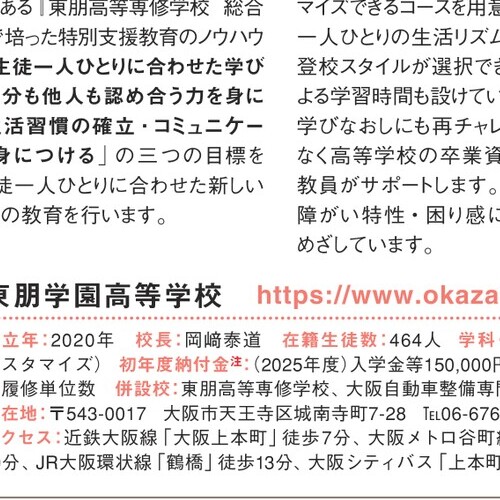 ある『東朋高等専修学校 総合
で培った特別支援教育のノウハウ
生徒一人ひとりに合わせた学び
分も他人も認め合う力を身に
活習慣の確立・コミュニケー
身につける」の三つの目標を
徒一人ひとりに合わせた新しい
の教育を行います。
マイズできるコースを用意
一人ひとりの生活リズム
登校スタイルが選択でき
よる学習時間も設けてい
学びなおしにも再チャレ
なく高等学校の卒業資
教員がサポートします。
障がい特性・困り感に
めざしています。
東朋学園高等学校 https://www.okaza
立年：2020年 校長：岡﨑泰道 在籍生徒数：464人 学科
スタマイズ） 初年度納付金注：（2025年度）入学金等150,000円
履修単位数 併設校：東朋高等専修学校、大阪自動車整備専門
在地：〒543-0017 大阪市天王寺区城南寺町7-28 TEL06-676
クセス：近鉄大阪線「大阪上本町」徒歩7分、大阪メトロ谷町線
分、JR大阪環状線「鶴橋」徒歩13分、大阪シティバス「上本町